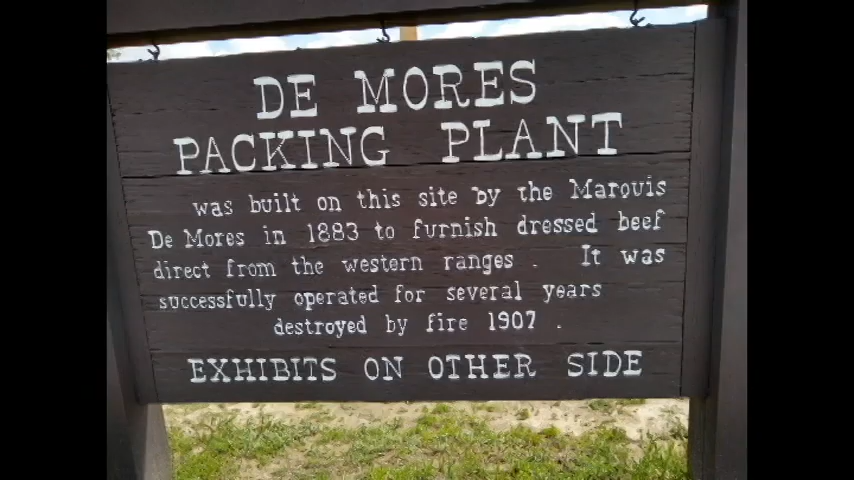 DE MORES
PACKING PLANT
was built on this site by the Marquis
De Mores in 1883 to furnish dressed beef
direct from the western ranges . It was
successfully operated for several years
destroyed by fire 1907 .
EXHIBITS ON OTHER SIDE